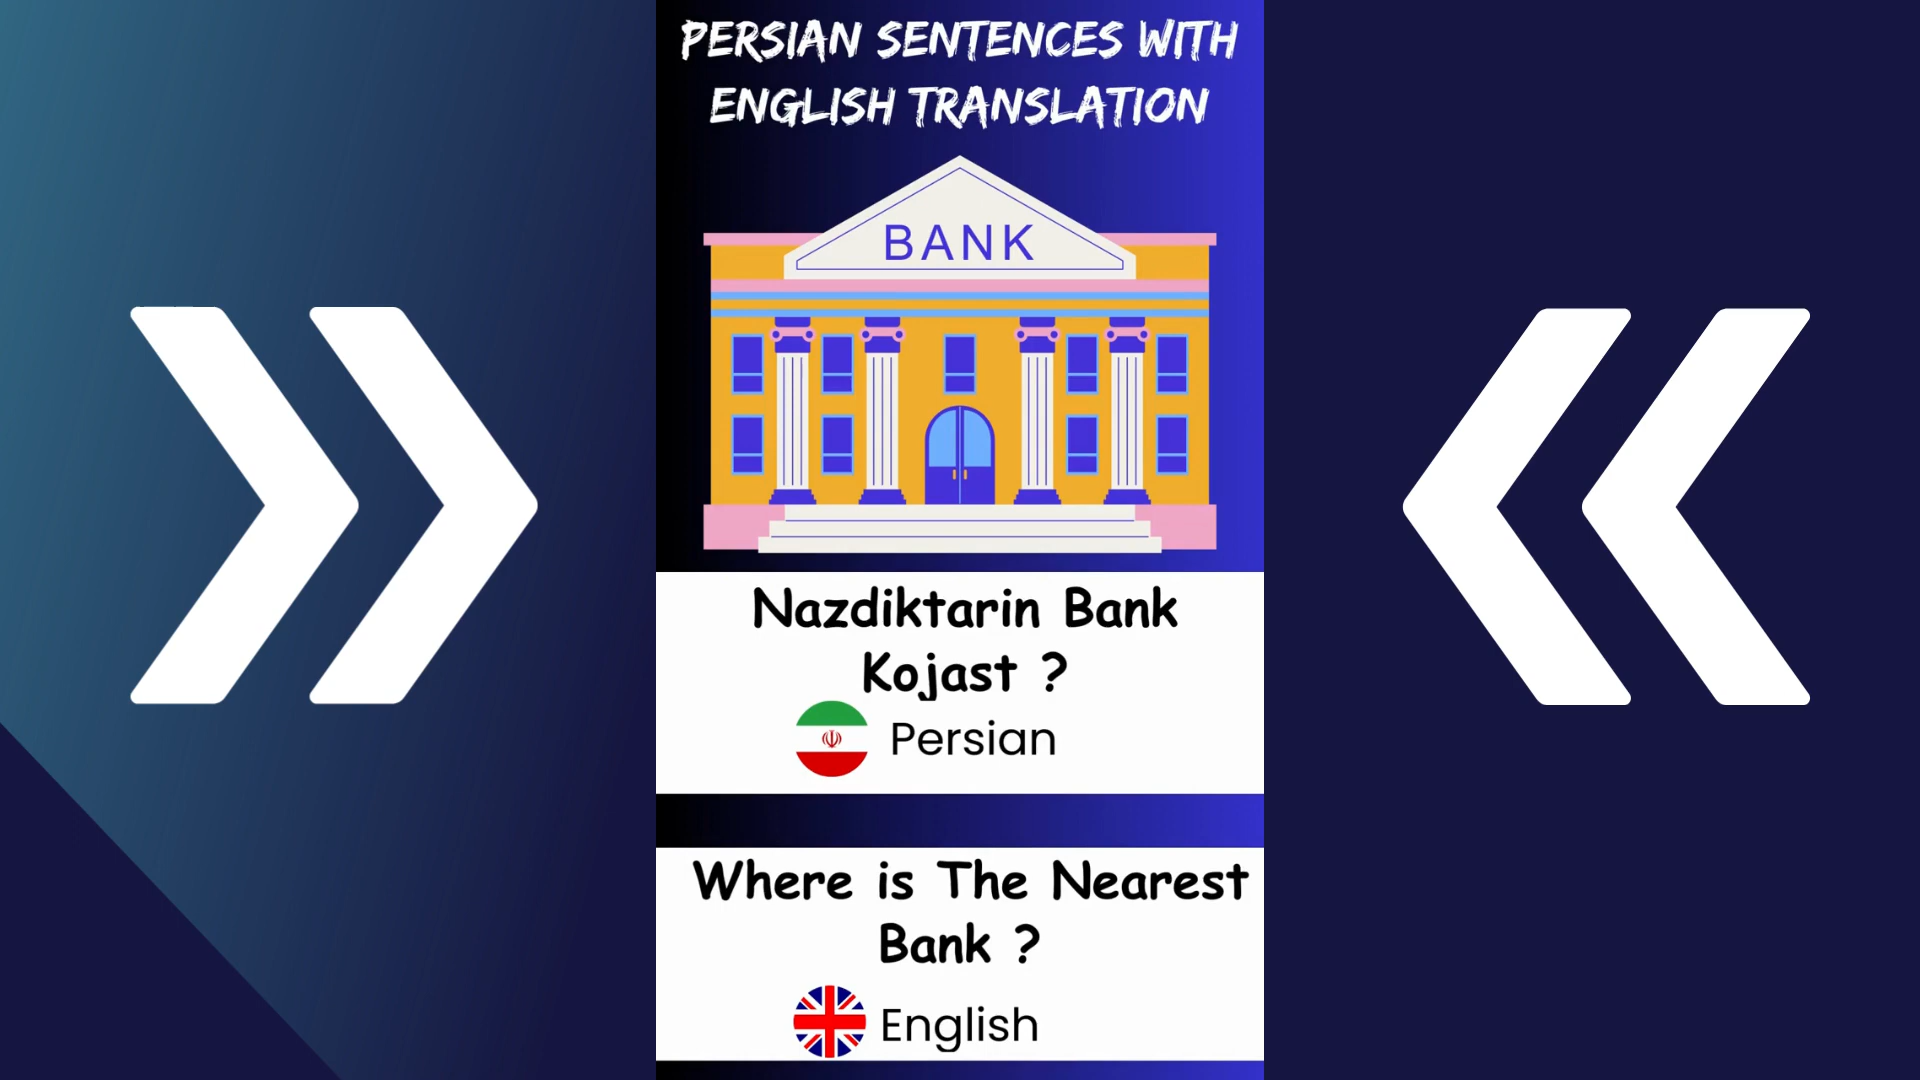 PERSIAN SENTENCES WITH
ENGLISH TRANSLATION
BANK
Nazdiktarin Bank
Kojast ?
Persian
Where is The Nearest
Bank ?
English